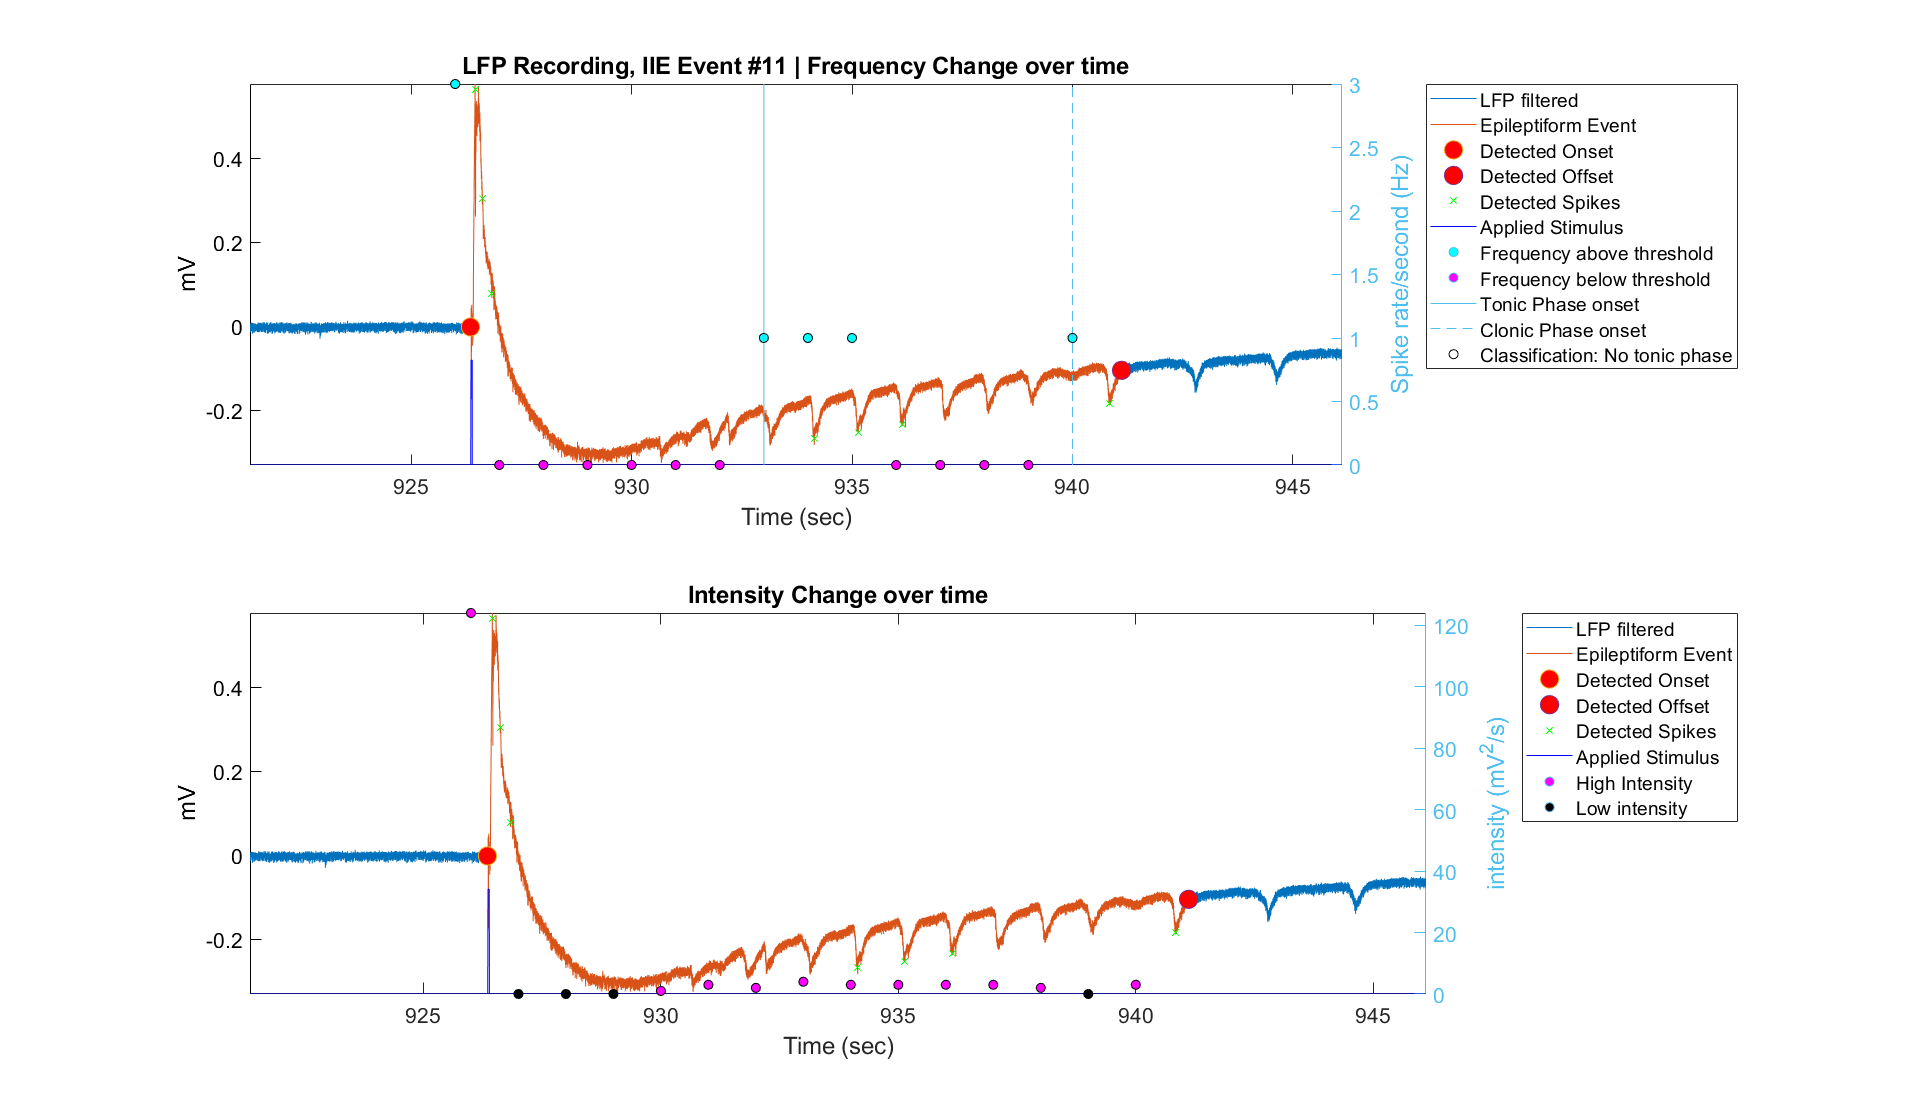 LFP Recording, IIE Event #11 | Frequency Change over time
0.4
0.2
0
-0.2
mV
925
930
935
940
945
Time (sec)
3
2.5
2
1.5
1
0.5
0
Spike rate/second (Hz)
LFP filtered
Epileptiform Event
Detected Onset
Detected Offset
Detected Spikes
Applied Stimulus
Frequency above threshold
Frequency below threshold
Tonic Phase onset
Clonic Phase onset
Classification: No tonic phase
Intensity Change over time
0.4
0.2
0
-0.2
mV
925
930
935
940
945
Time (sec)
120
100
80
60
40
20
0
intensity (mV²/s)
LFP filtered
Epileptiform Event
Detected Onset
Detected Offset
Detected Spikes
Applied Stimulus
High Intensity
Low intensity